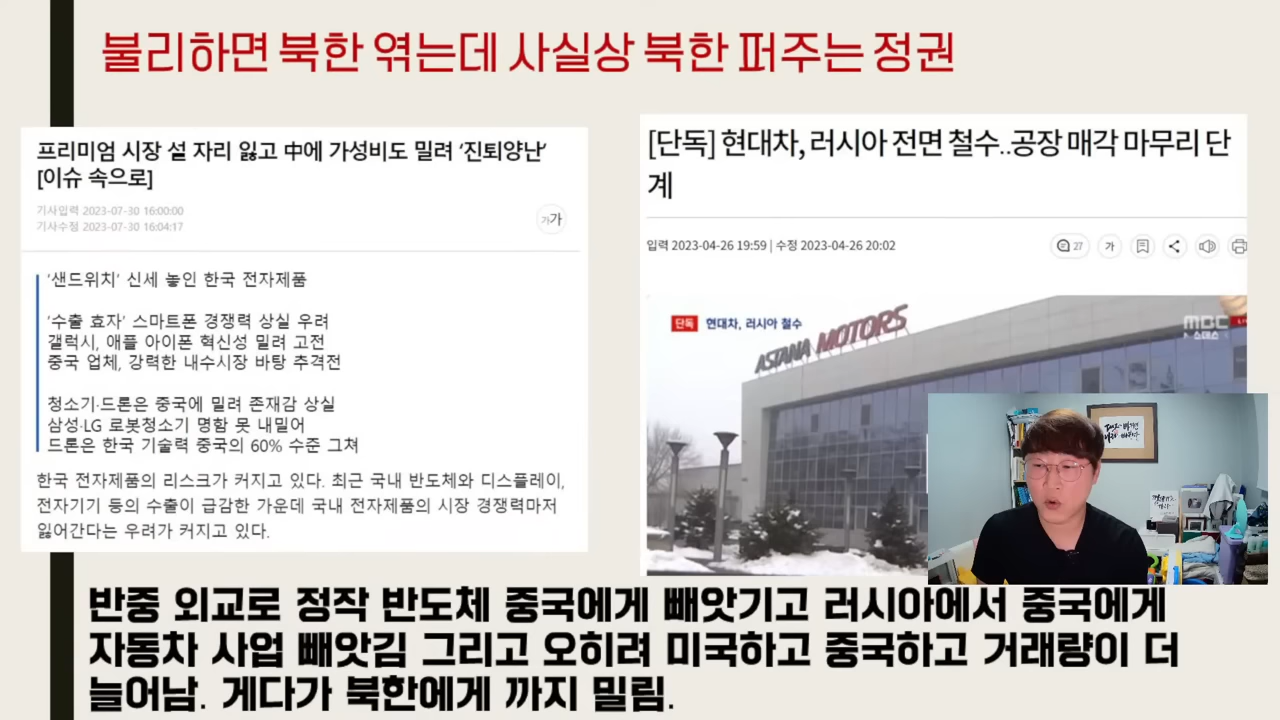 불리하면 북한 엮는데 사실상 북한 퍼주는 정권
프리미엄 시장 설 자리 잃고 中에 가성비도 밀려 ‘진퇴양난’
[이슈 속으로]
기사입력 2023-07-30 16:00:00
기사수정 2023-07-30 16:04:17
가가
‘샌드위치’ 신세 놓인 한국 전자제품
‘수출 효자’ 스마트폰 경쟁력 상실 우려
갤럭시, 애플 아이폰 혁신성 밀려 고전
중국 업체, 강력한 내수시장 바탕 추격전
청소기·드론은 중국에 밀려 존재감 상실
삼성·LG 로봇청소기 명함 못 내밀어
드론은 한국 기술력 중국의 60% 수준 그쳐
한국 전자제품의 리스크가 커지고 있다. 최근 국내 반도체와 디스플레이,
전자기기 등의 수출이 급감한 가운데 국내 전자제품의 시장 경쟁력마저
잃어간다는 우려가 커지고 있다.
[단독] 현대차, 러시아 전면 철수..공장 매각 마무리 단
계
입력 2023-04-26 19:59 | 수정 2023-04-26 20:02
27
가
단독 현대차, 러시아 철수
ASTANA MOTORS
MBC
반중 외교로 정작 반도체 중국에게 빼앗기고 러시아에서 중국에게
자동차 사업 빼앗김 그리고 오히려 미국하고 중국하고 거래량이 더
늘어남. 게다가 북한에게 까지 밀림.